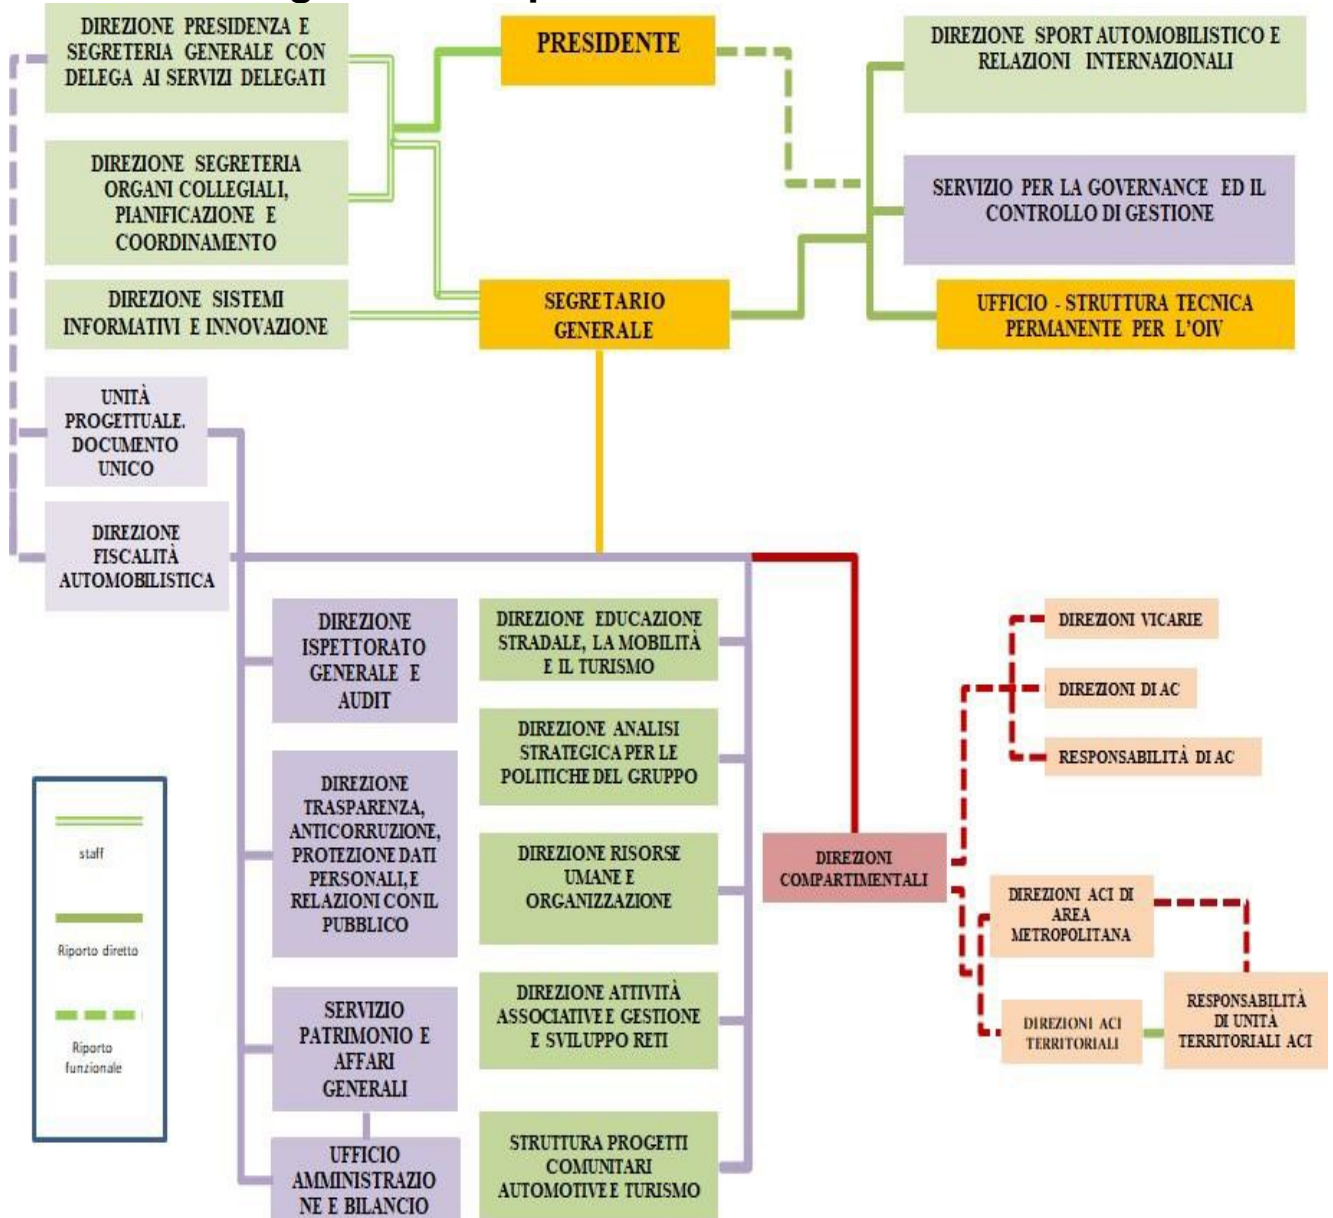 DIREZIONE PRESIDENZA E
SEGRETERIA GENERALE CON
DELEGA AI SERVIZI DELEGATI
PRESIDENTE
DIREZIONE SPORT AUTOMOBILISTICO E
RELAZIONI INTERNAZIONALI
DIREZIONE SEGRETERIA
ORGANI COLLEGIALI,
PIANIFICAZIONE E
COORDINAMENTO
SERVIZIO PER LA GOVERNANCE ED IL
CONTROLLO DI GESTIONE
DIREZIONE SISTEMI
INFORMATIVI E INNOVAZIONE
SEGRETARIO
GENERALE
UFFICIO - STRUTTURA TECNICA
PERMANENTE PER L'OIV
UNITÀ
PROGETTUALE.
DOCUMENTO
UNICO
DIREZIONE
FISCALITÀ
AUTOMOBILISTICA
DIREZIONE
ISPETTORATO
GENERALE E
AUDIT
DIREZIONE EDUCAZIONE
STRADALE, LA MOBILITÀ
E IL TURISMO
DIREZIONI VICARIE
DIREZIONI DI AC
RESPONSABILITÀ DI AC
DIREZIONE ANALISI
STRATEGICA PER LE
POLITICHE DEL GRUPPO
DIREZIONE
TRASPARENZA,
ANTICORRUZIONE,
PROTEZIONE DATI
PERSONALI, E
RELAZIONI CON IL
PUBBLICO
DIREZIONE RISORSE
UMANE E
ORGANIZZAZIONE
DIREZIONI
COMPARTIMENTALI
DIREZIONI ACI DI
AREA
METROPOLITANA
staff
Riporto diretto
Riporto
funzionale
SERVIZIO
PATRIMONIO E
AFFARI
GENERALI
DIREZIONE ATTIVITÀ
ASSOCIATIVE E GESTIONE
E SVILUPPO RETI
DIREZIONI ACI
TERRITORIALI
RESPONSABILITÀ
DI UNITÀ
TERRITORIALI ACI
UFFICIO
AMMINISTRAZIO
NE E BILANCIO
STRUTTURA PROGETTI
COMUNITARI
AUTOMOTIVE E TURISMO